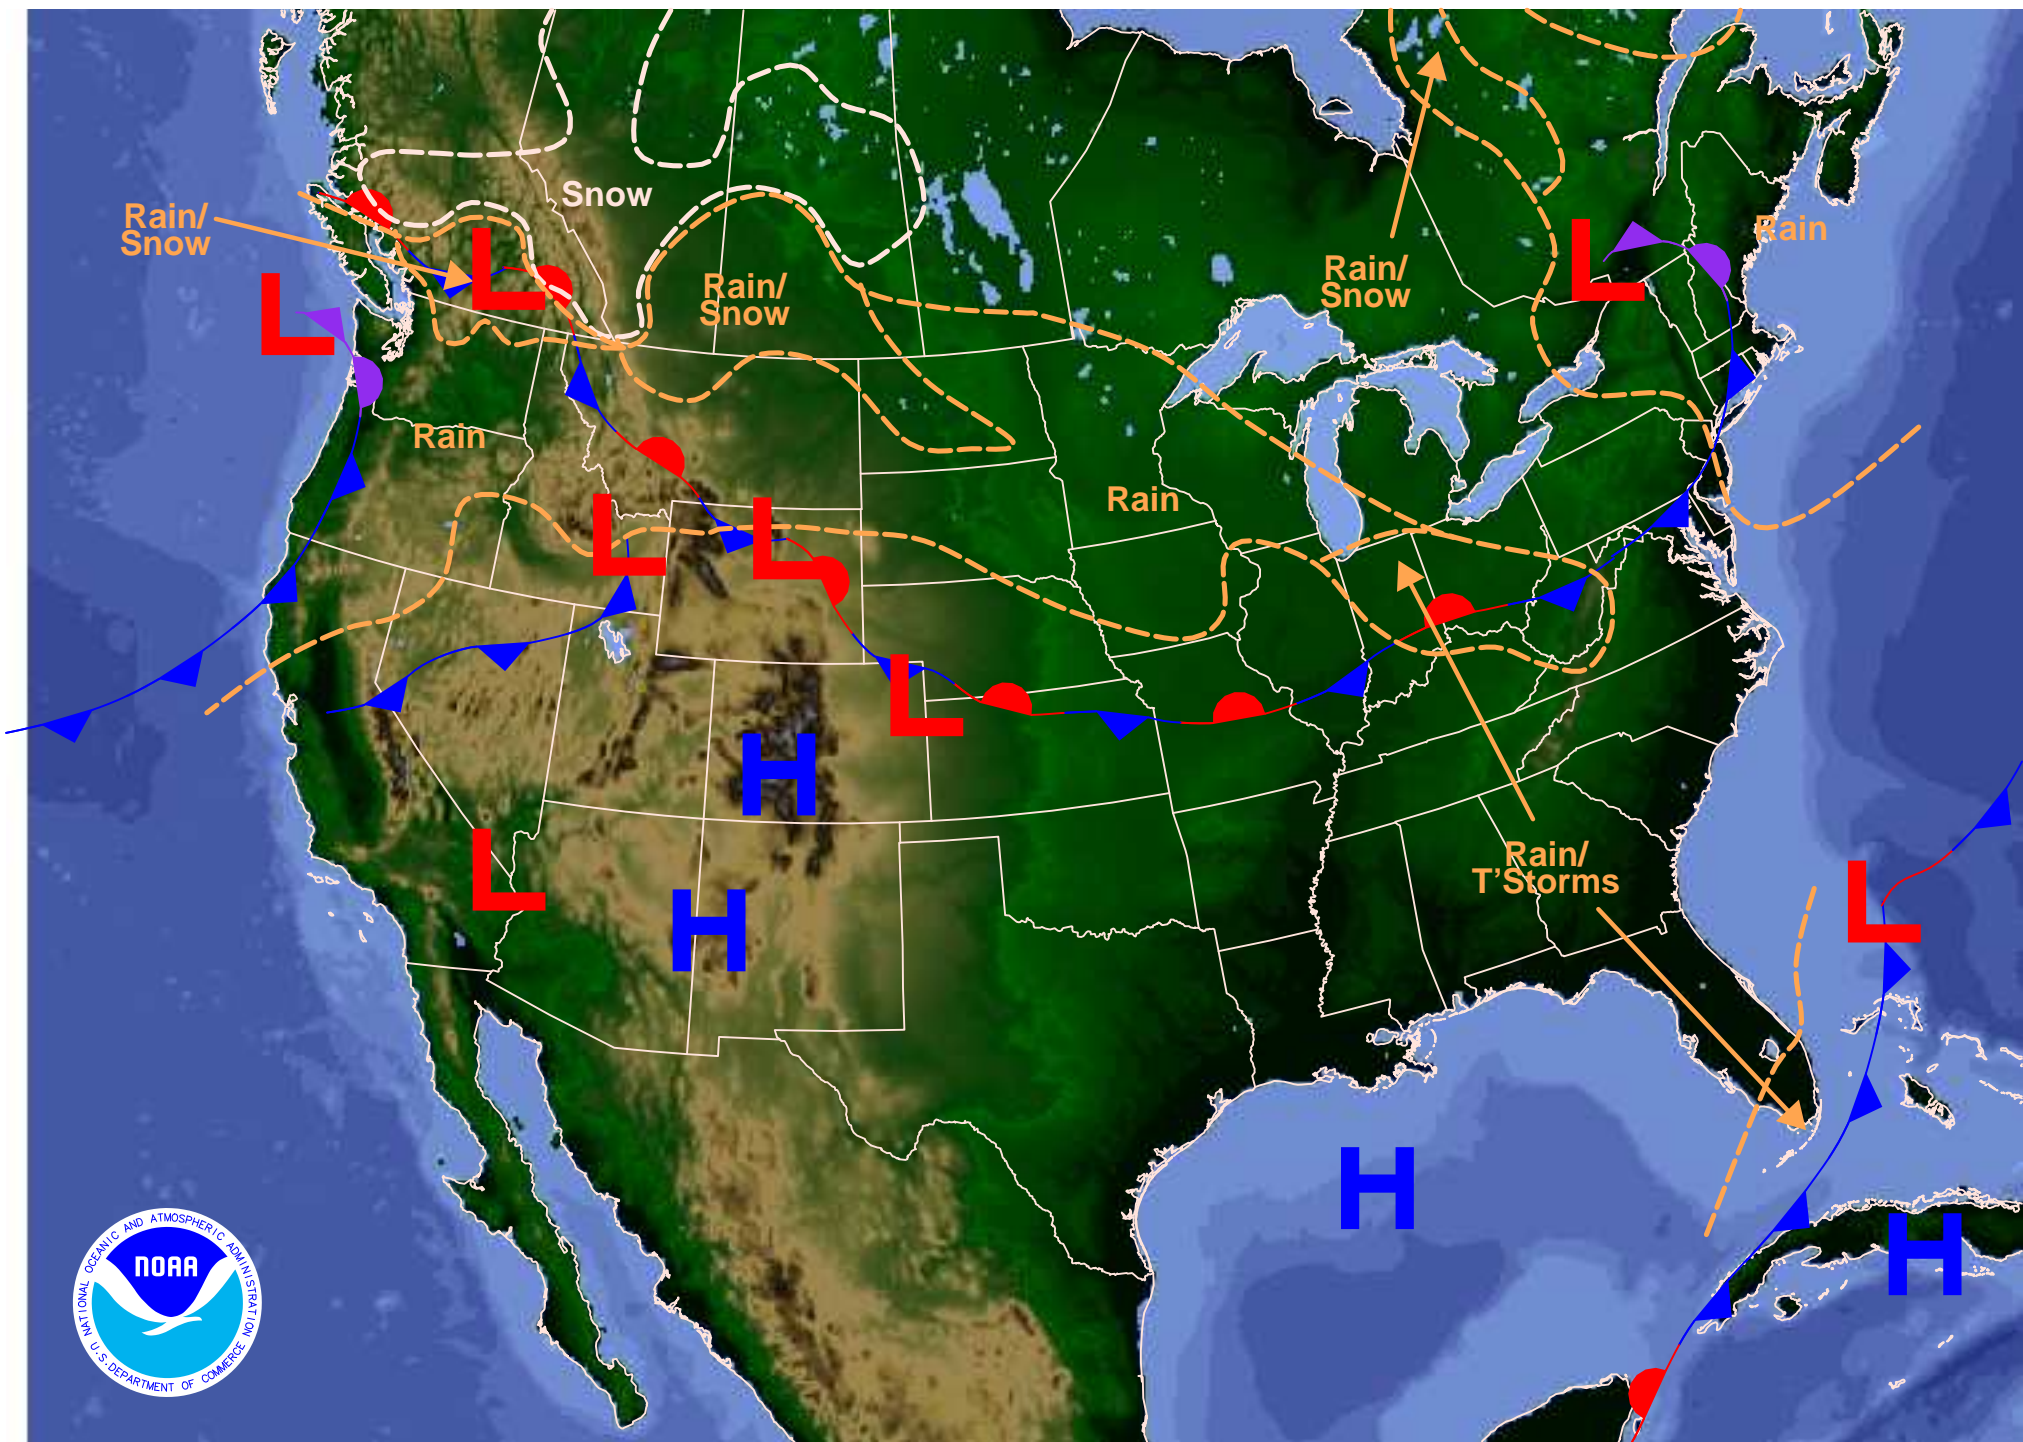 Snow
Rain/
Snow
Rain
Rain/
Snow
Rain/
Snow
L
L
L
Rain
Rain
L
L
L
H
L
H
Rain/
T'Storms
L
H
H
NATIONAL OCEANIC AND ATMOSPHERIC ADMINISTRATION
NOAA
U.S. DEPARTMENT OF COMMERCE